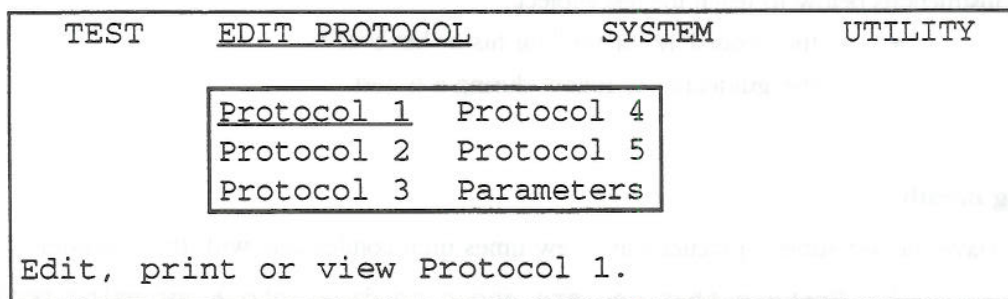 TEST EDIT PROTOCOL SYSTEM UTILITY
Protocol 1 Protocol 4
Protocol 2 Protocol 5
Protocol 3 Parameters
Edit, print or view Protocol 1.